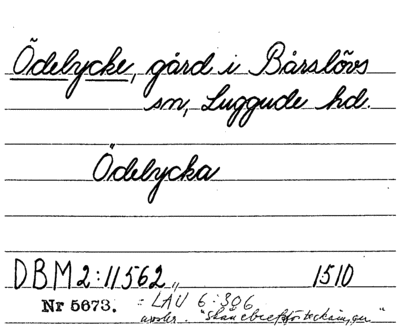 Ödelycke, gård i Bårslövs
sn, Luggude hd.
Ödelycka
DBM 2:11562 1510
Nr 5673. = LAU 6:306